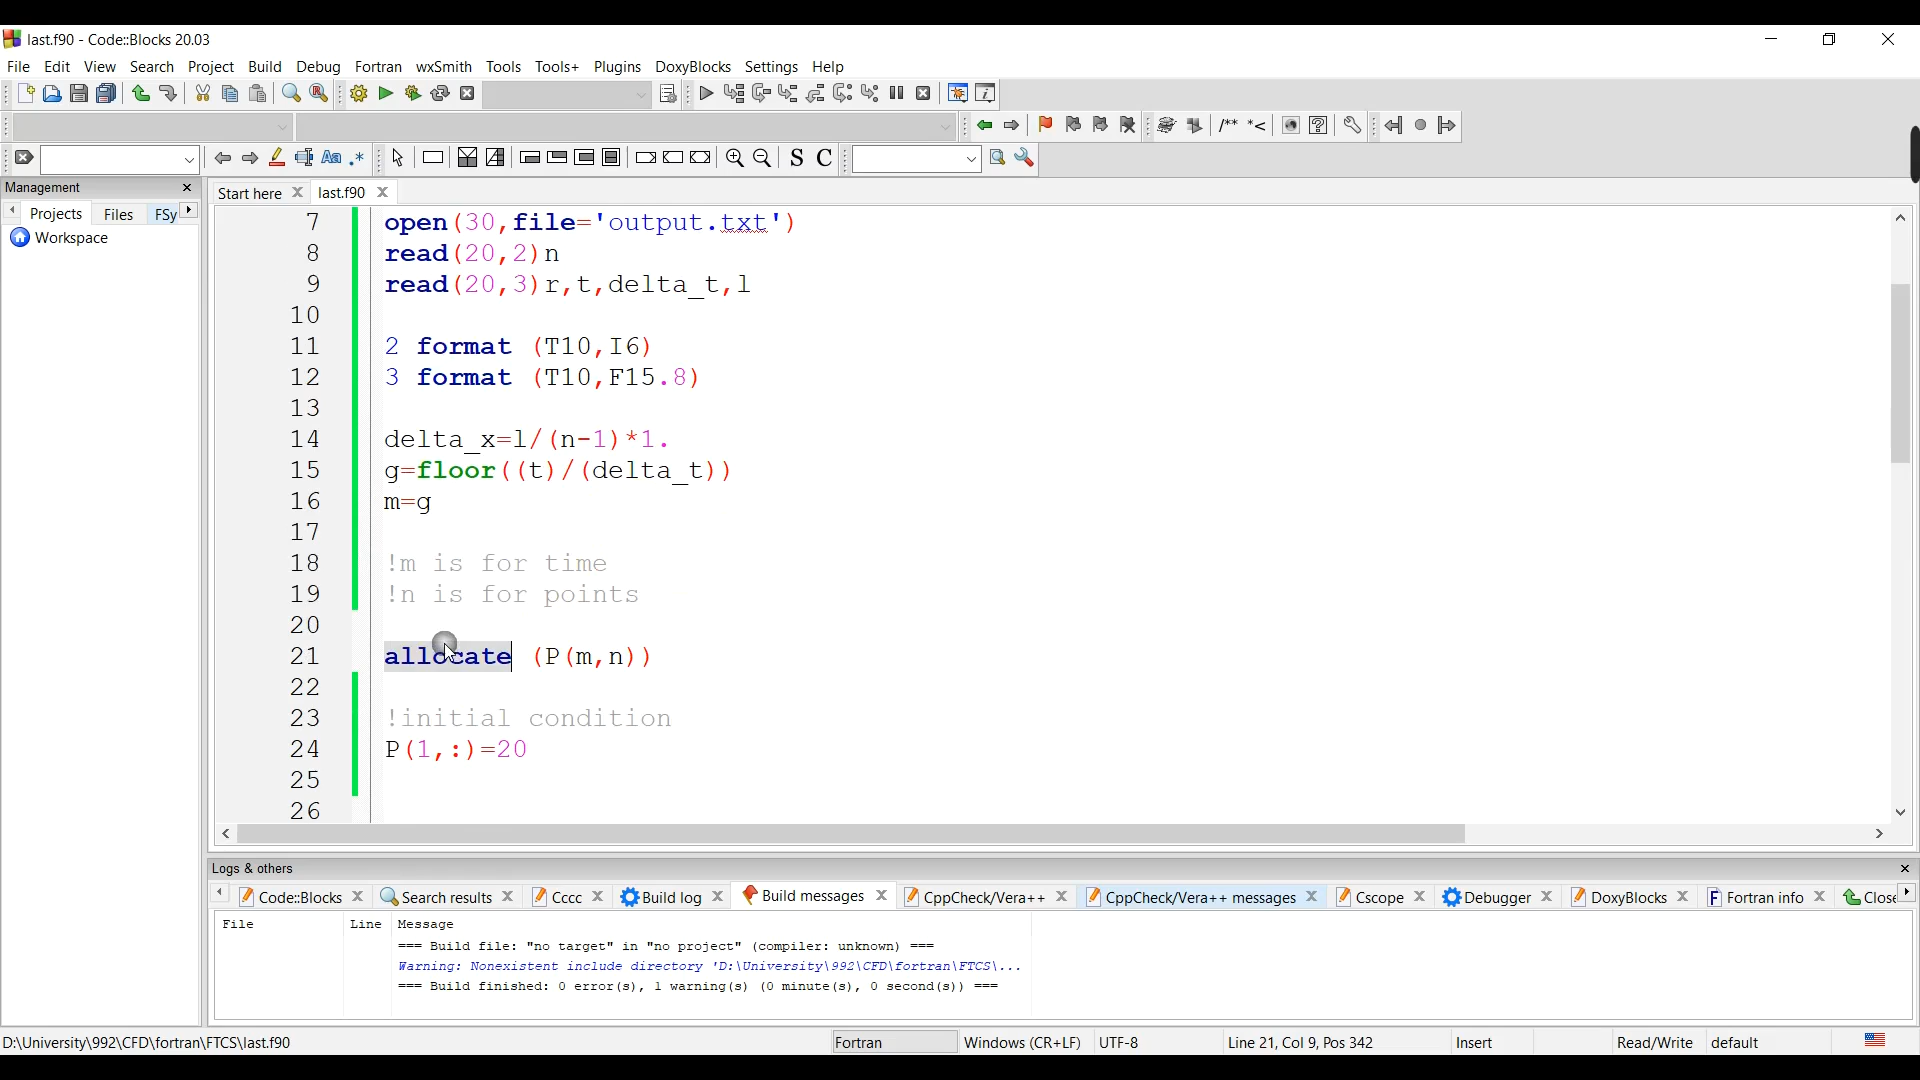 last.f90 - Code::Blocks 20.03
File Edit View Search Project Build Debug Fortran wxSmith Tools Tools+ Plugins DoxyBlocks Settings Help
/** *<
Aa .* S C
Management
Start here last.f90
Projects Files FSy
Workspace
7 open(30,file='output.txt')
8 read(20,2)n
9 read(20,3)r,t,delta_t,l
10
11 2 format (T10,I6)
12 3 format (T10,F15.8)
13
14 delta_x=l/(n-1)*1.
15 g=floor((t)/(delta_t))
16 m=g
17
18 !m is for time
19 !n is for points
20
21 allocate (P(m,n))
22
23 !initial condition
24 P(1,:)=20
25
26
Logs & others
Code::Blocks Search results Cccc Build log Build messages CppCheck/Vera++ CppCheck/Vera++ messages Cscope Debugger DoxyBlocks Fortran info Close
File Line Message
=== Build file: "no target" in "no project" (compiler: unknown) ===
Warning: Nonexistent include directory 'D:\University\992\CFD\fortran\FTCS\...
=== Build finished: 0 error(s), 1 warning(s) (0 minute(s), 0 second(s)) ===
D:\University\992\CFD\fortran\FTCS\last.f90 Fortran Windows (CR+LF) UTF-8 Line 21, Col 9, Pos 342 Insert Read/Write default